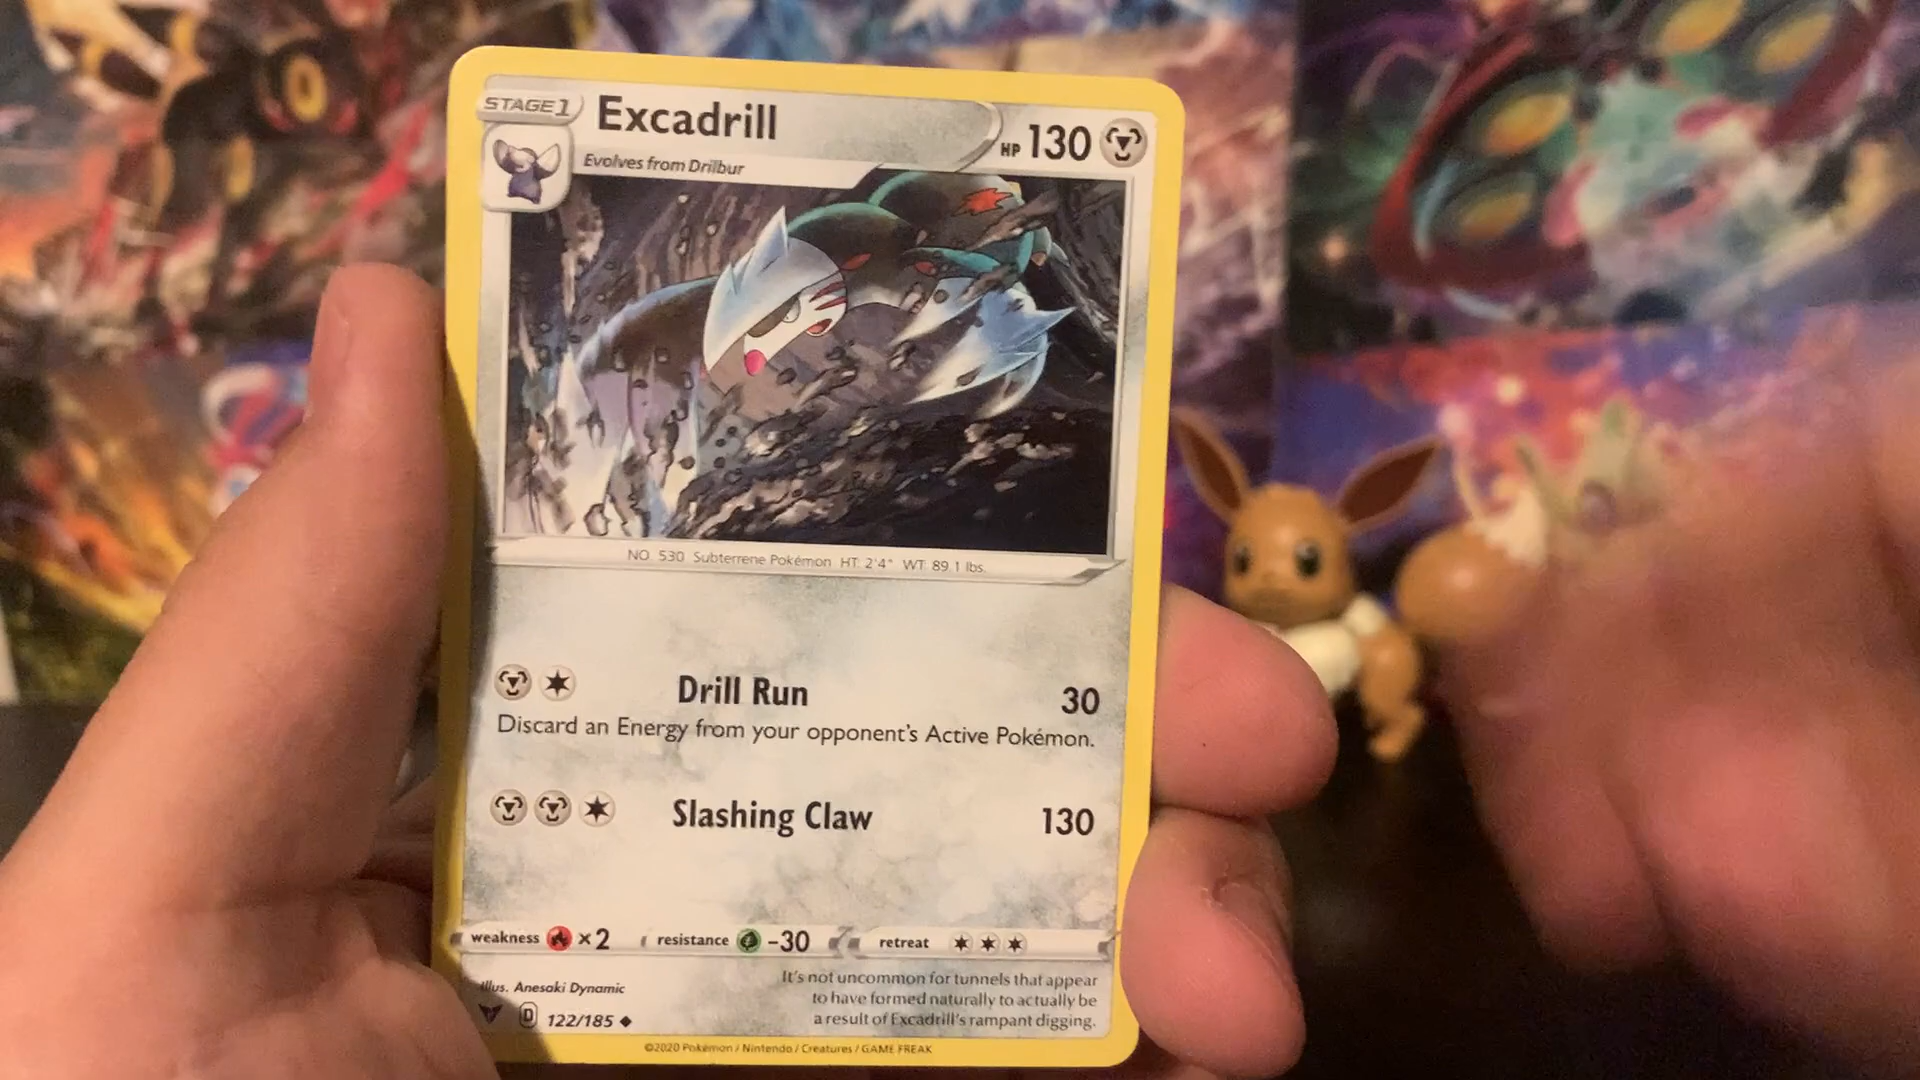 STAGE 1
Excadrill
HP 130
Evolves from Drilbur
NO. 530 Subterrene Pokémon HT: 2'4" WT: 89.1 lbs.
Drill Run 30
Discard an Energy from your opponent's Active Pokémon.
Slashing Claw 130
weakness ×2 resistance -30 retreat
Illus. Anesaki Dynamic
It's not uncommon for tunnels that appear
to have formed naturally to actually be
a result of Excadrill's rampant digging.
D 122/185
©2020 Pokémon / Nintendo / Creatures / GAME FREAK